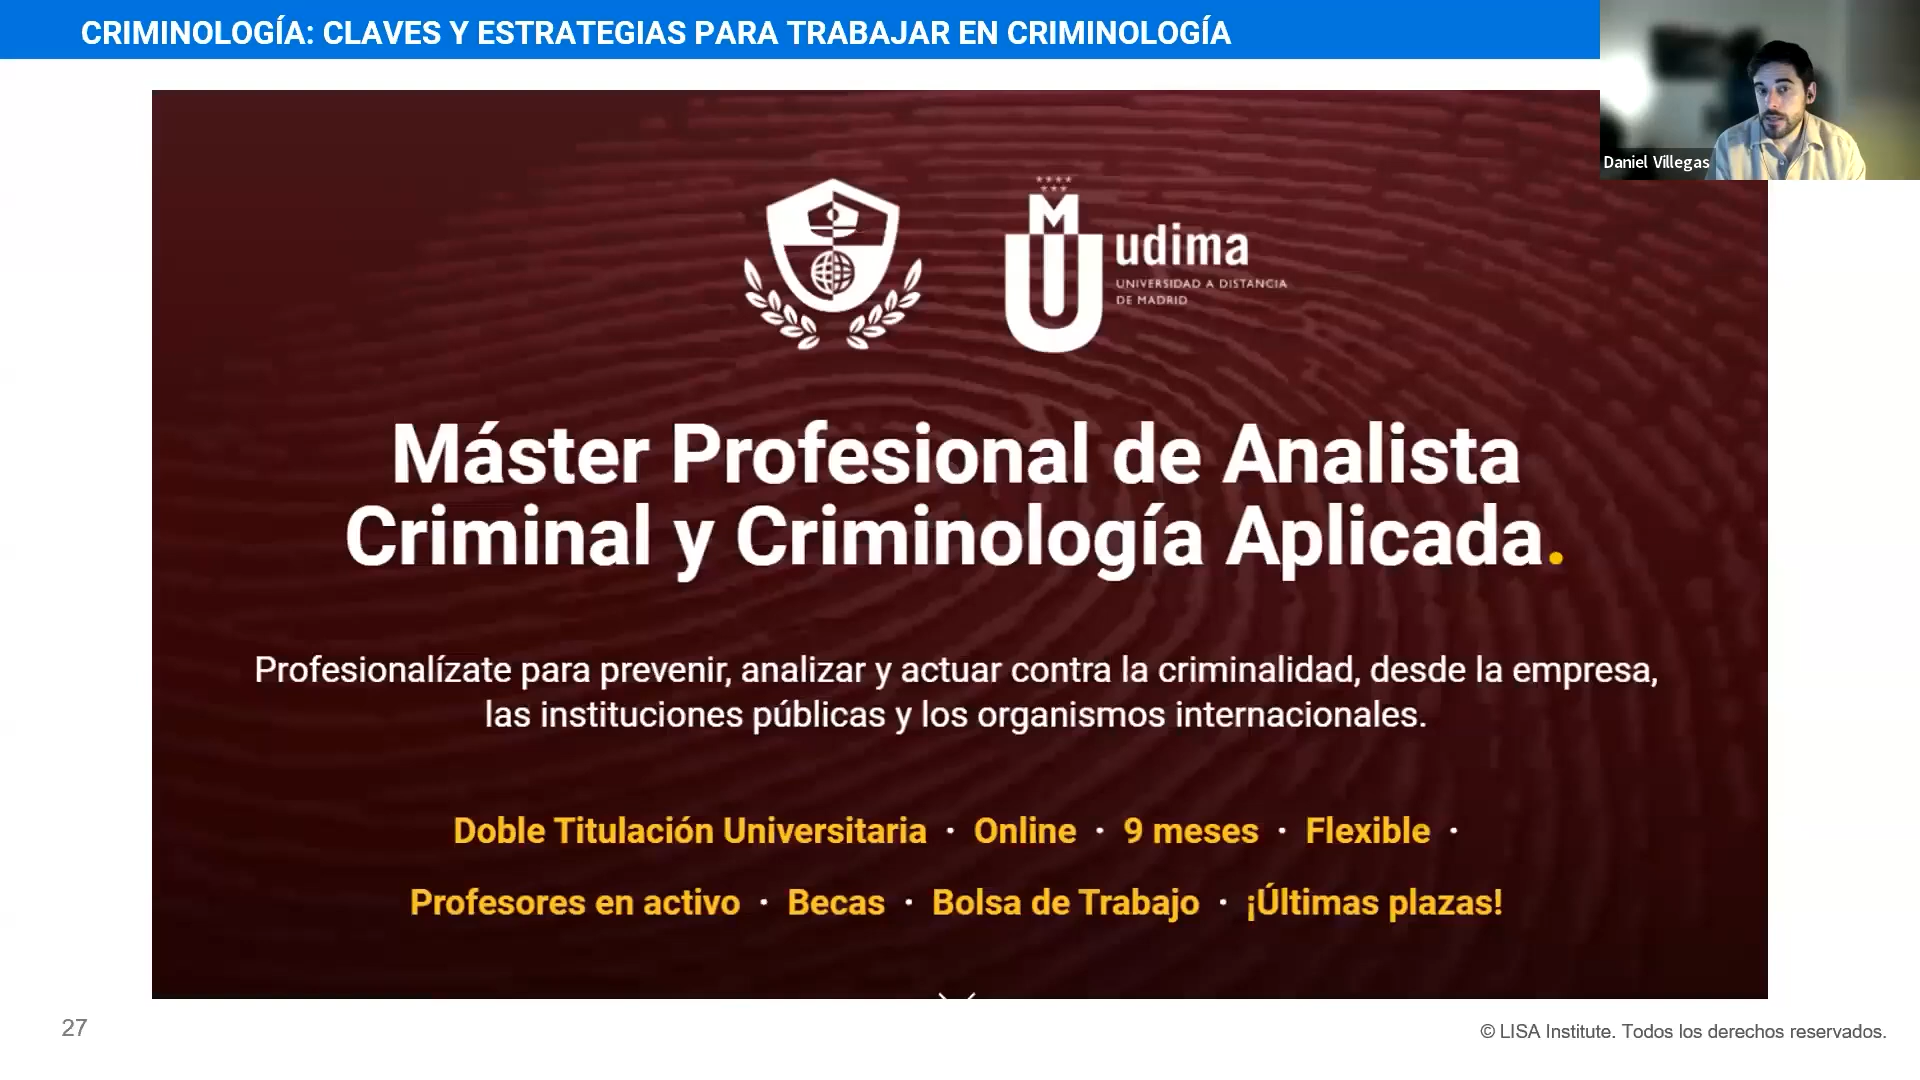 CRIMINOLOGÍA: CLAVES Y ESTRATEGIAS PARA TRABAJAR EN CRIMINOLOGÍA
Daniel Villegas
MU
udima
UNIVERSIDAD A DISTANCIA
DE MADRID
Máster Profesional de Analista
Criminal y Criminología Aplicada.
Profesionalízate para prevenir, analizar y actuar contra la criminalidad, desde la empresa,
las instituciones públicas y los organismos internacionales.
Doble Titulación Universitaria · Online · 9 meses · Flexible ·
Profesores en activo · Becas · Bolsa de Trabajo · ¡Últimas plazas!
27
© LISA Institute. Todos los derechos reservados.